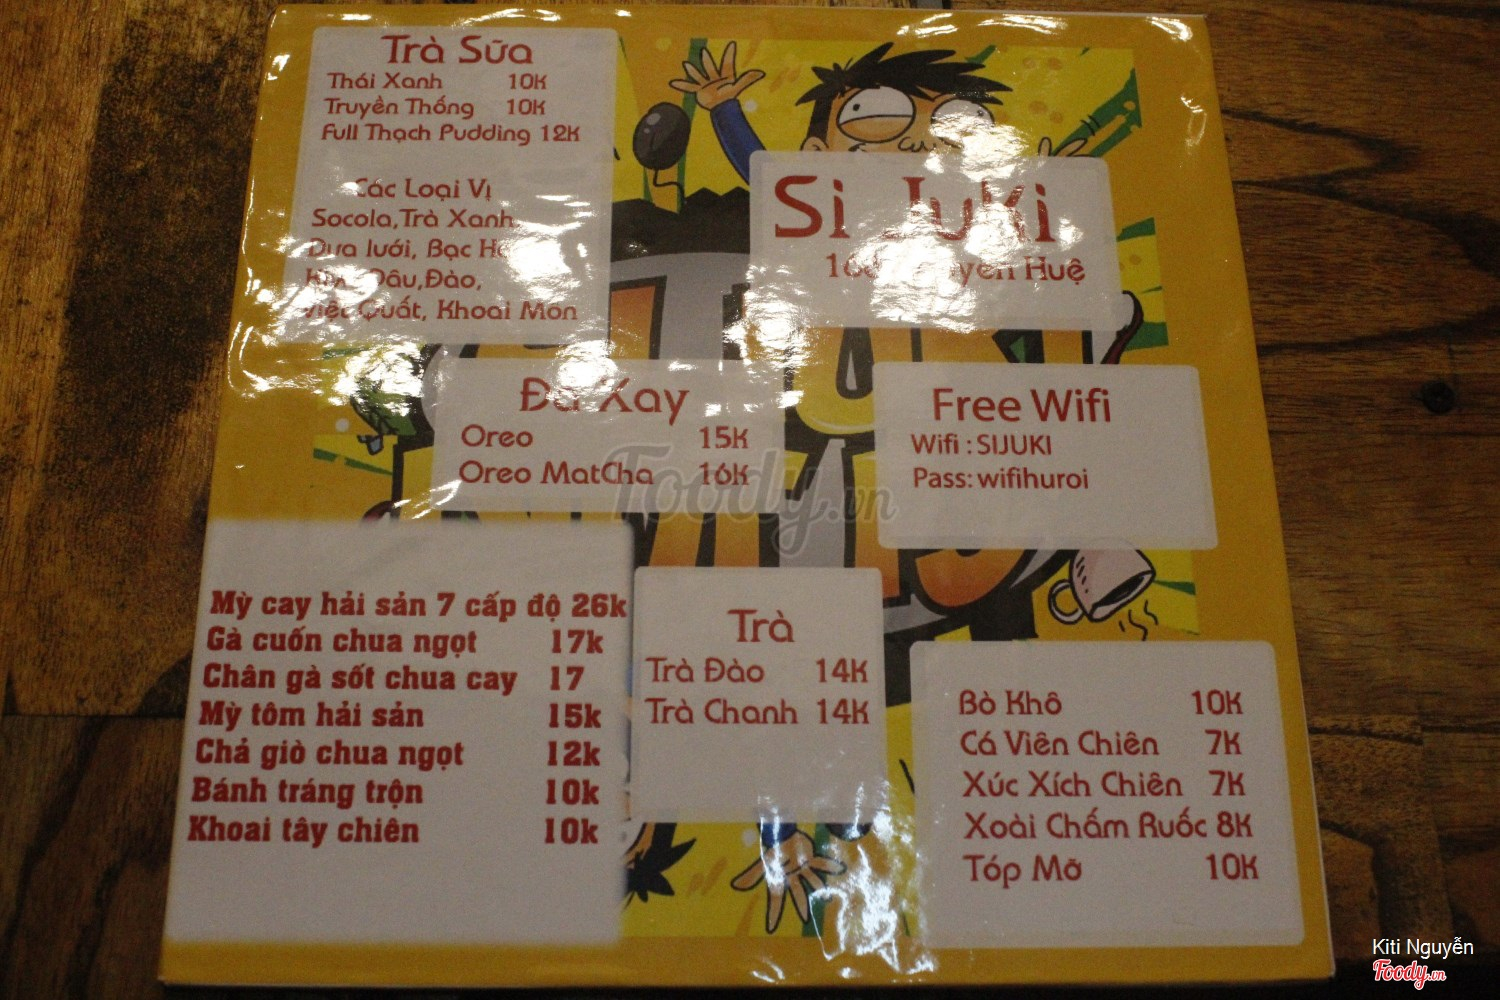 Trà Sữa
Thái Xanh 10K
Truyền Thống 10K
Full Thạch Pudding 12K
Các Loại Vị
Socola,Trà Xanh
Dưa lưới, Bạc
Dâu,Đào,
Việt Quất, Khoai Môn
Si Juki
Huệ
Đá Xay
Oreo 15K
Oreo MatCha 16K
Free Wifi
Wifi : SIJUKI
Pass: wifihuroi
Foody.vn
Mỳ cay hải sản 7 cấp độ 26k
Gà cuốn chua ngọt 17k
Chân gà sốt chua cay 17
Mỳ tôm hải sản 15k
Chả giò chua ngọt 12k
Bánh tráng trộn 10k
Khoai tây chiên 10k
Trà
Trà Đào 14K
Trà Chanh 14K
Bò Khô 10K
Cá Viên Chiên 7K
Xúc Xích Chiên 7K
Xoài Chấm Ruốc 8K
Tóp Mỡ 10K
Kiti Nguyễn
Foody.vn